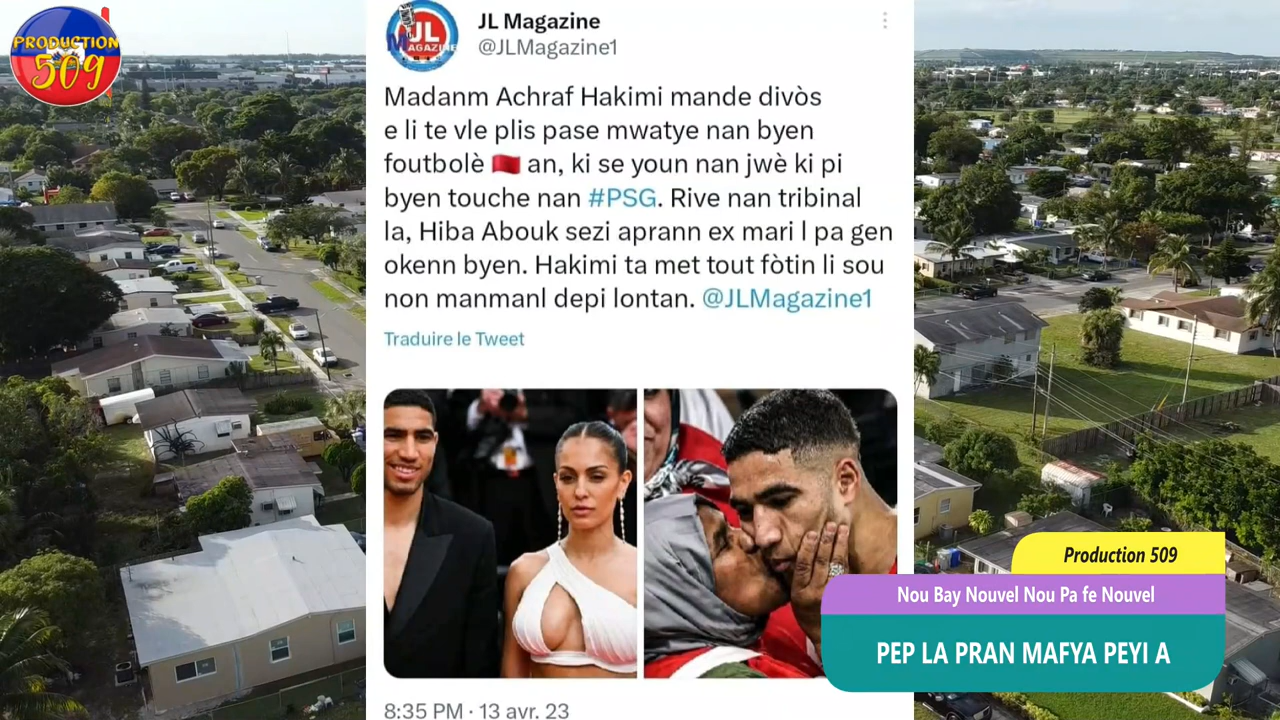 PRODUCTION
509
JL
MAGAZINE
JL Magazine
@JLMagazine1
Madanm Achraf Hakimi mande divòs
e li te vle plis pase mwatye nan byen
foutbolè 🇲🇦 an, ki se youn nan jwè ki pi
byen touche nan #PSG. Rive nan tribinal
la, Hiba Abouk sezi aprann ex mari l pa gen
okenn byen. Hakimi ta met tout fòtin li sou
non manmanl depi lontan. @JLMagazine1
Traduire le Tweet
8:35 PM · 13 avr. 23
Production 509
Nou Bay Nouvel Nou Pa fe Nouvel
PEP LA PRAN MAFYA PEYI A